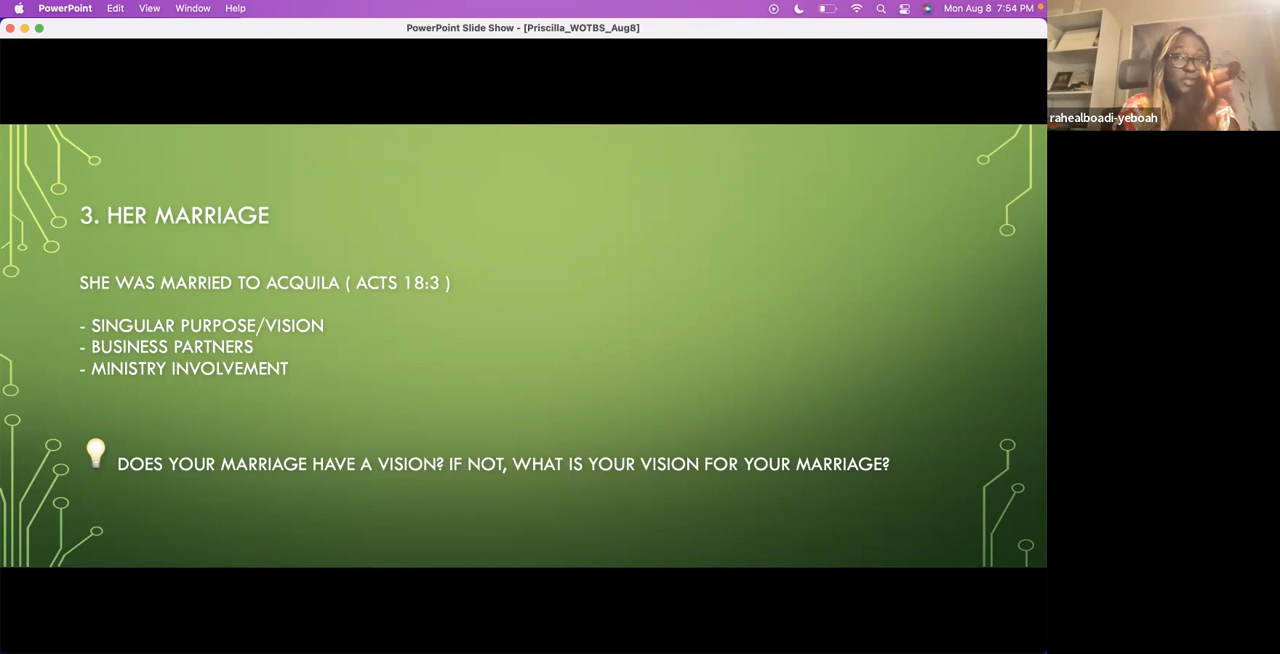 PowerPoint Edit View Window Help Mon Aug 8 7:54 PM
PowerPoint Slide Show - [Priscilla_WOTBS_Aug8]
rahealboadi-yeboah
3. HER MARRIAGE
SHE WAS MARRIED TO ACQUILA ( ACTS 18:3 )
- SINGULAR PURPOSE/VISION
- BUSINESS PARTNERS
- MINISTRY INVOLVEMENT
DOES YOUR MARRIAGE HAVE A VISION? IF NOT, WHAT IS YOUR VISION FOR YOUR MARRIAGE?